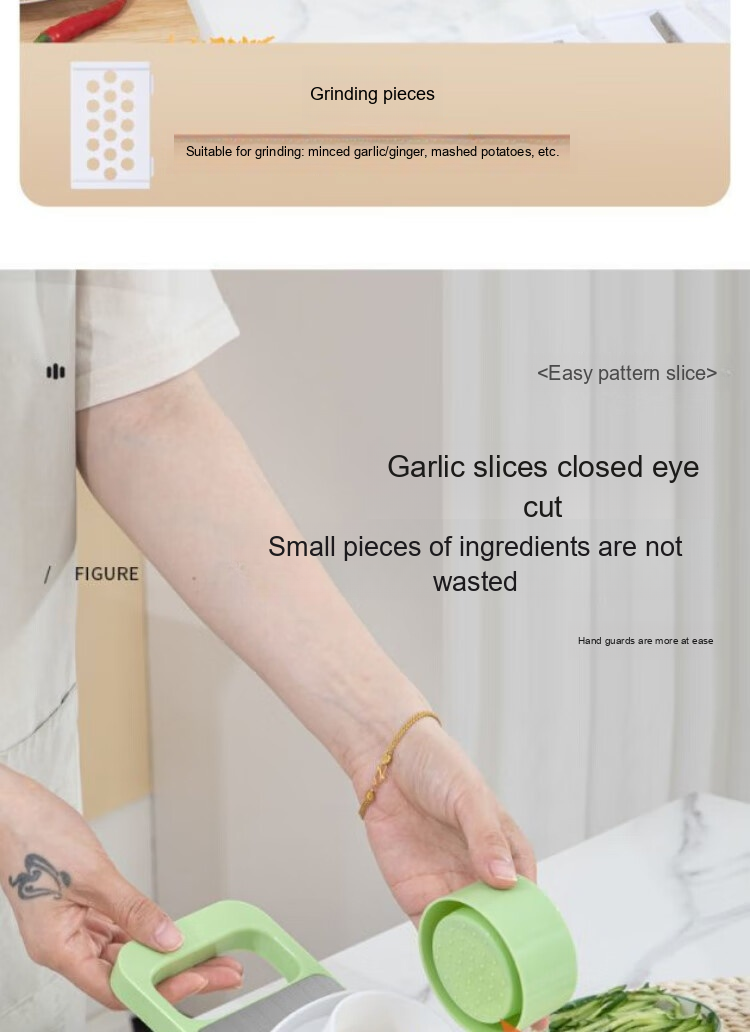 Grinding pieces
Suitable for grinding: minced garlic/ginger, mashed potatoes, etc.
<Easy pattern slice>
Garlic slices closed eye
cut
Small pieces of ingredients are not
wasted
/ FIGURE
Hand guards are more at ease